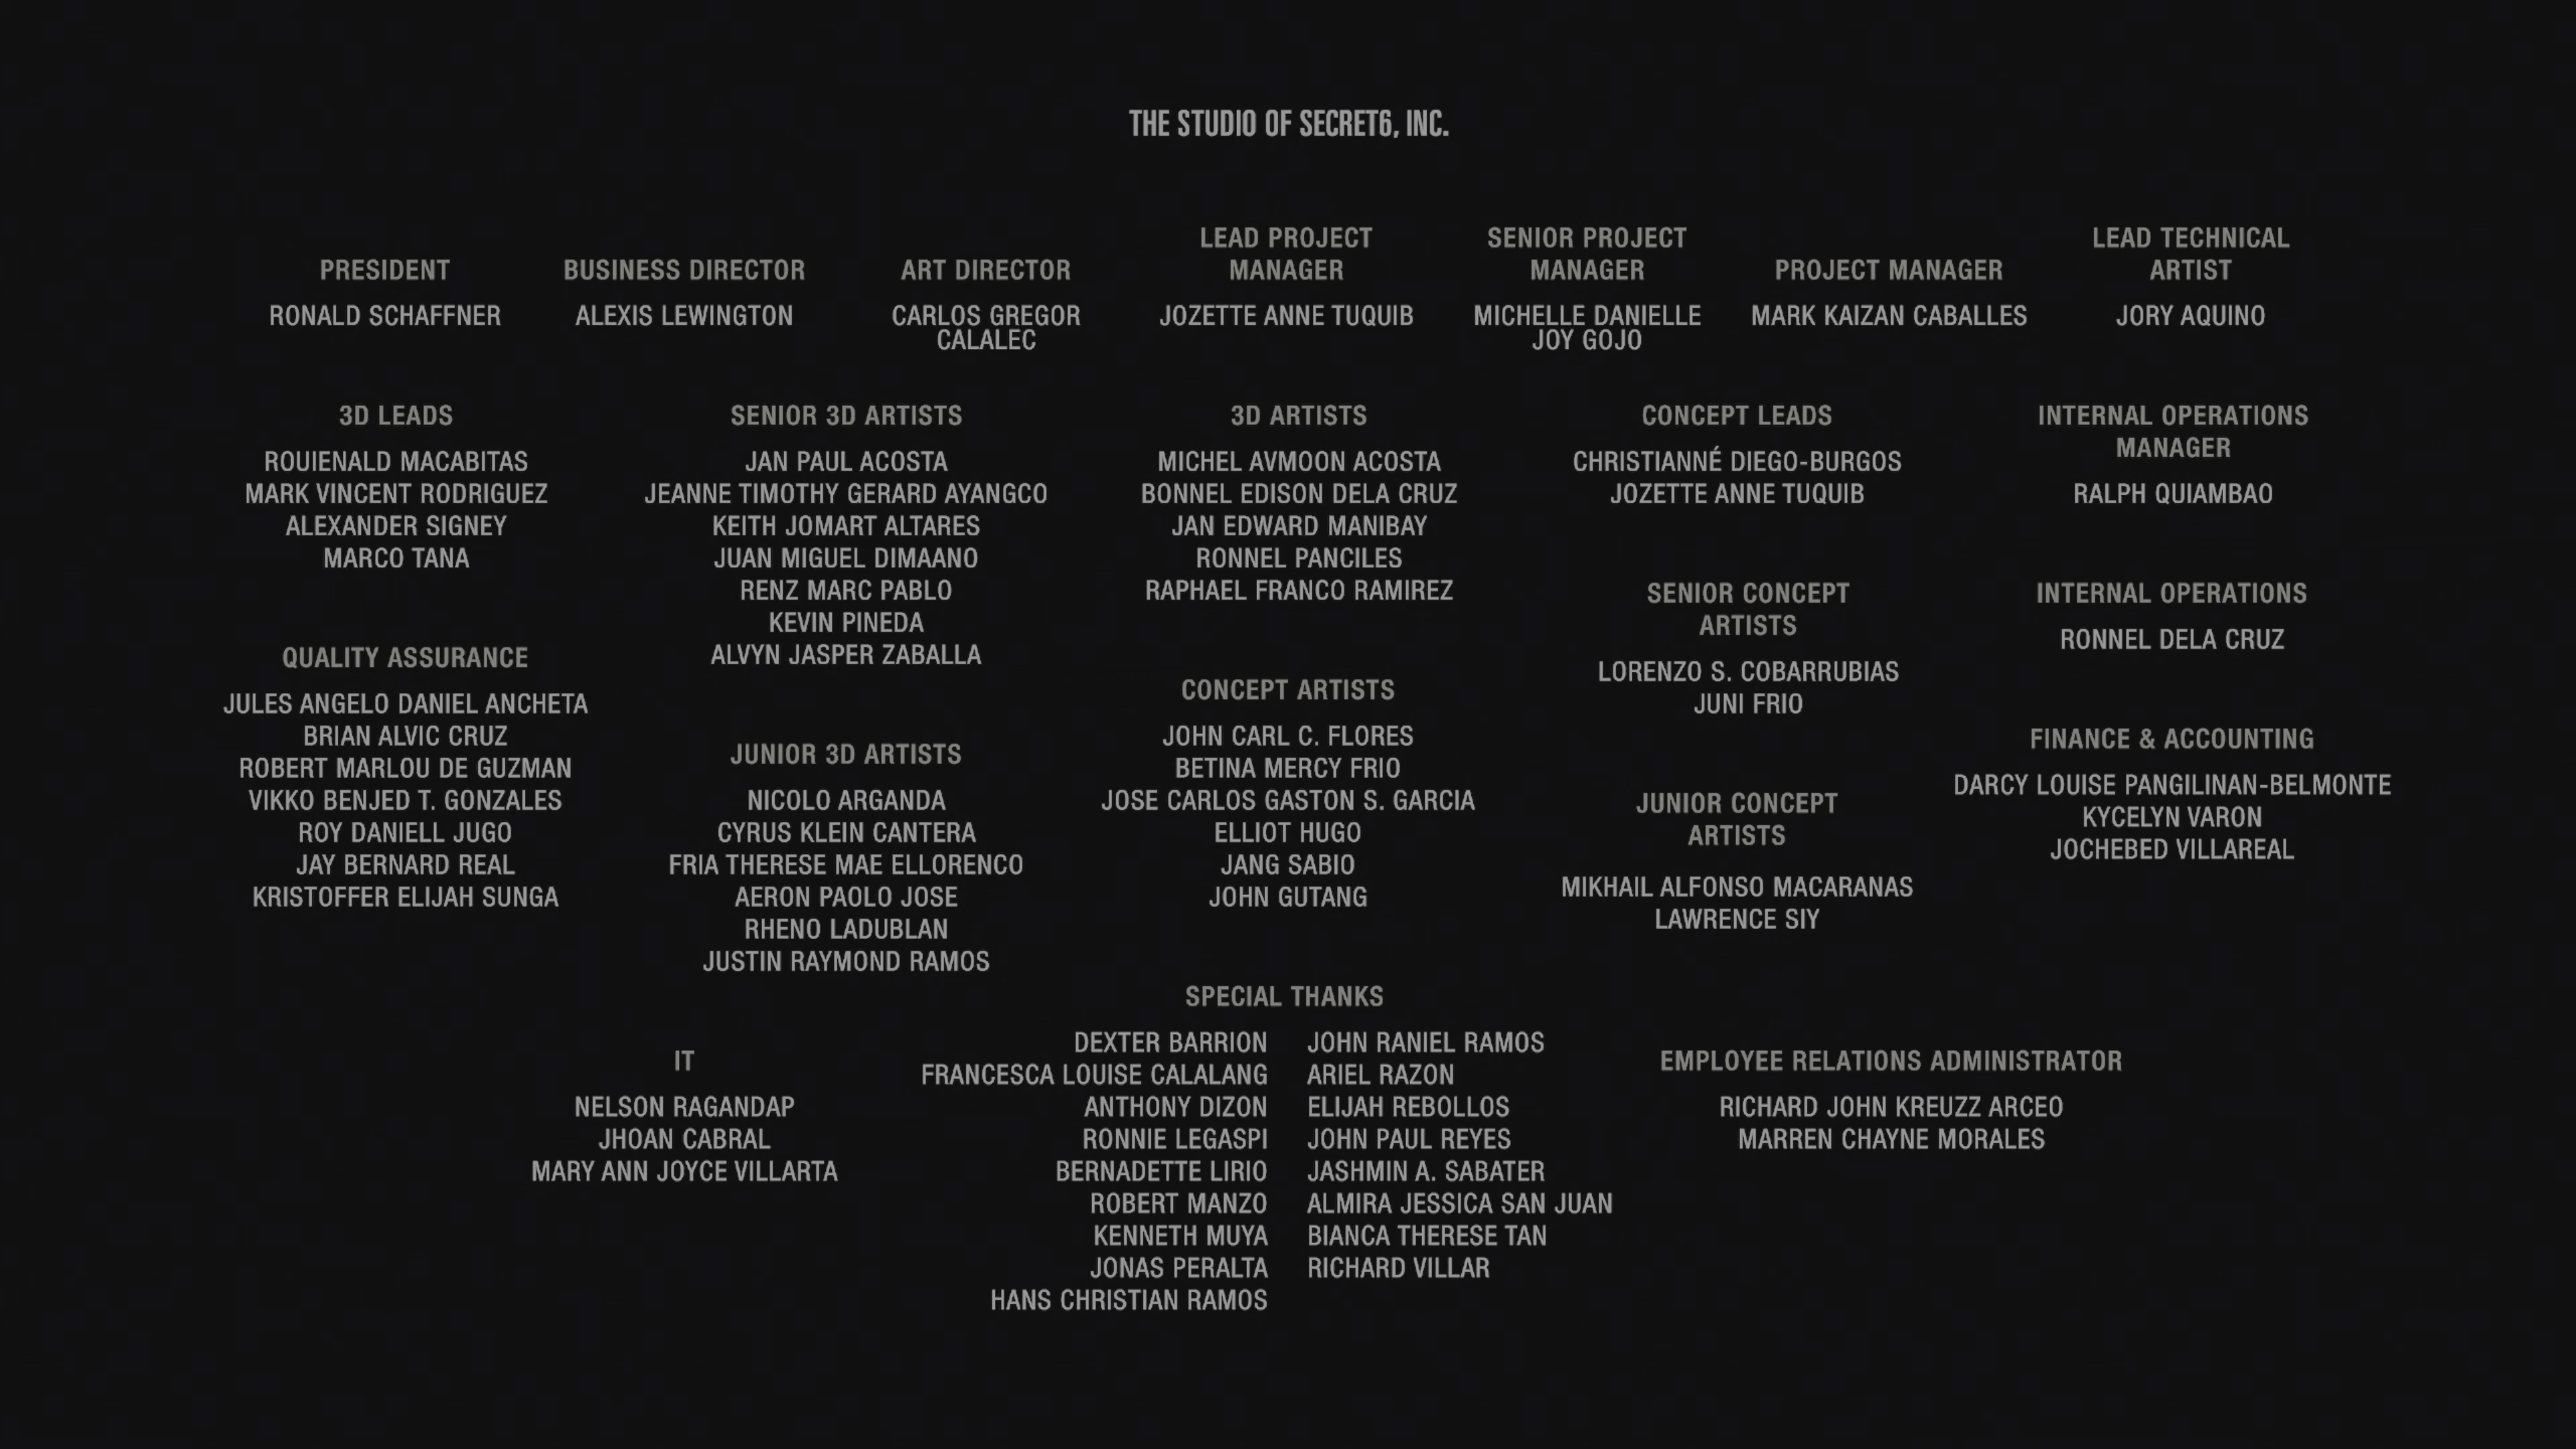 THE STUDIO OF SECRET6, INC.
PRESIDENT
RONALD SCHAFFNER
BUSINESS DIRECTOR
ALEXIS LEWINGTON
ART DIRECTOR
CARLOS GREGOR
CALALEC
LEAD PROJECT
MANAGER
JOZETTE ANNE TUQUIB
SENIOR PROJECT
MANAGER
MICHELLE DANIELLE
JOY GOJO
PROJECT MANAGER
MARK KAIZAN CABALLES
LEAD TECHNICAL
ARTIST
JORY AQUINO
3D LEADS
ROUIENALD MACABITAS
MARK VINCENT RODRIGUEZ
ALEXANDER SIGNEY
MARCO TANA
QUALITY ASSURANCE
JULES ANGELO DANIEL ANCHETA
BRIAN ALVIC CRUZ
ROBERT MARLOU DE GUZMAN
VIKKO BENJED T. GONZALES
ROY DANIELL JUGO
JAY BERNARD REAL
KRISTOFFER ELIJAH SUNGA
SENIOR 3D ARTISTS
JAN PAUL ACOSTA
JEANNE TIMOTHY GERARD AYANGCO
KEITH JOMART ALTARES
JUAN MIGUEL DIMAANO
RENZ MARC PABLO
KEVIN PINEDA
ALVYN JASPER ZABALLA
JUNIOR 3D ARTISTS
NICOLO ARGANDA
CYRUS KLEIN CANTERA
FRIA THERESE MAE ELLORENCO
AERON PAOLO JOSE
RHENO LADUBLAN
JUSTIN RAYMOND RAMOS
3D ARTISTS
MICHEL AVMOON ACOSTA
BONNEL EDISON DELA CRUZ
JAN EDWARD MANIBAY
RONNEL PANCILES
RAPHAEL FRANCO RAMIREZ
CONCEPT ARTISTS
JOHN CARL C. FLORES
BETINA MERCY FRIO
JOSE CARLOS GASTON S. GARCIA
ELLIOT HUGO
JANG SABIO
JOHN GUTANG
CONCEPT LEADS
CHRISTIANNÉ DIEGO-BURGOS
JOZETTE ANNE TUQUIB
SENIOR CONCEPT
ARTISTS
LORENZO S. COBARRUBIAS
JUNI FRIO
JUNIOR CONCEPT
ARTISTS
MIKHAIL ALFONSO MACARANAS
LAWRENCE SIY
INTERNAL OPERATIONS
MANAGER
RALPH QUIAMBAO
INTERNAL OPERATIONS
RONNEL DELA CRUZ
FINANCE & ACCOUNTING
DARCY LOUISE PANGILINAN-BELMONTE
KYCELYN VARON
JOCHEBED VILLAREAL
IT
NELSON RAGANDAP
JHOAN CABRAL
MARY ANN JOYCE VILLARTA
SPECIAL THANKS
DEXTER BARRION
FRANCESCA LOUISE CALALANG
ANTHONY DIZON
RONNIE LEGASPI
BERNADETTE LIRIO
ROBERT MANZO
KENNETH MUYA
JONAS PERALTA
HANS CHRISTIAN RAMOS
JOHN RANIEL RAMOS
ARIEL RAZON
ELIJAH REBOLLOS
JOHN PAUL REYES
JASHMIN A. SABATER
ALMIRA JESSICA SAN JUAN
BIANCA THERESE TAN
RICHARD VILLAR
EMPLOYEE RELATIONS ADMINISTRATOR
RICHARD JOHN KREUZZ ARCEO
MARREN CHAYNE MORALES